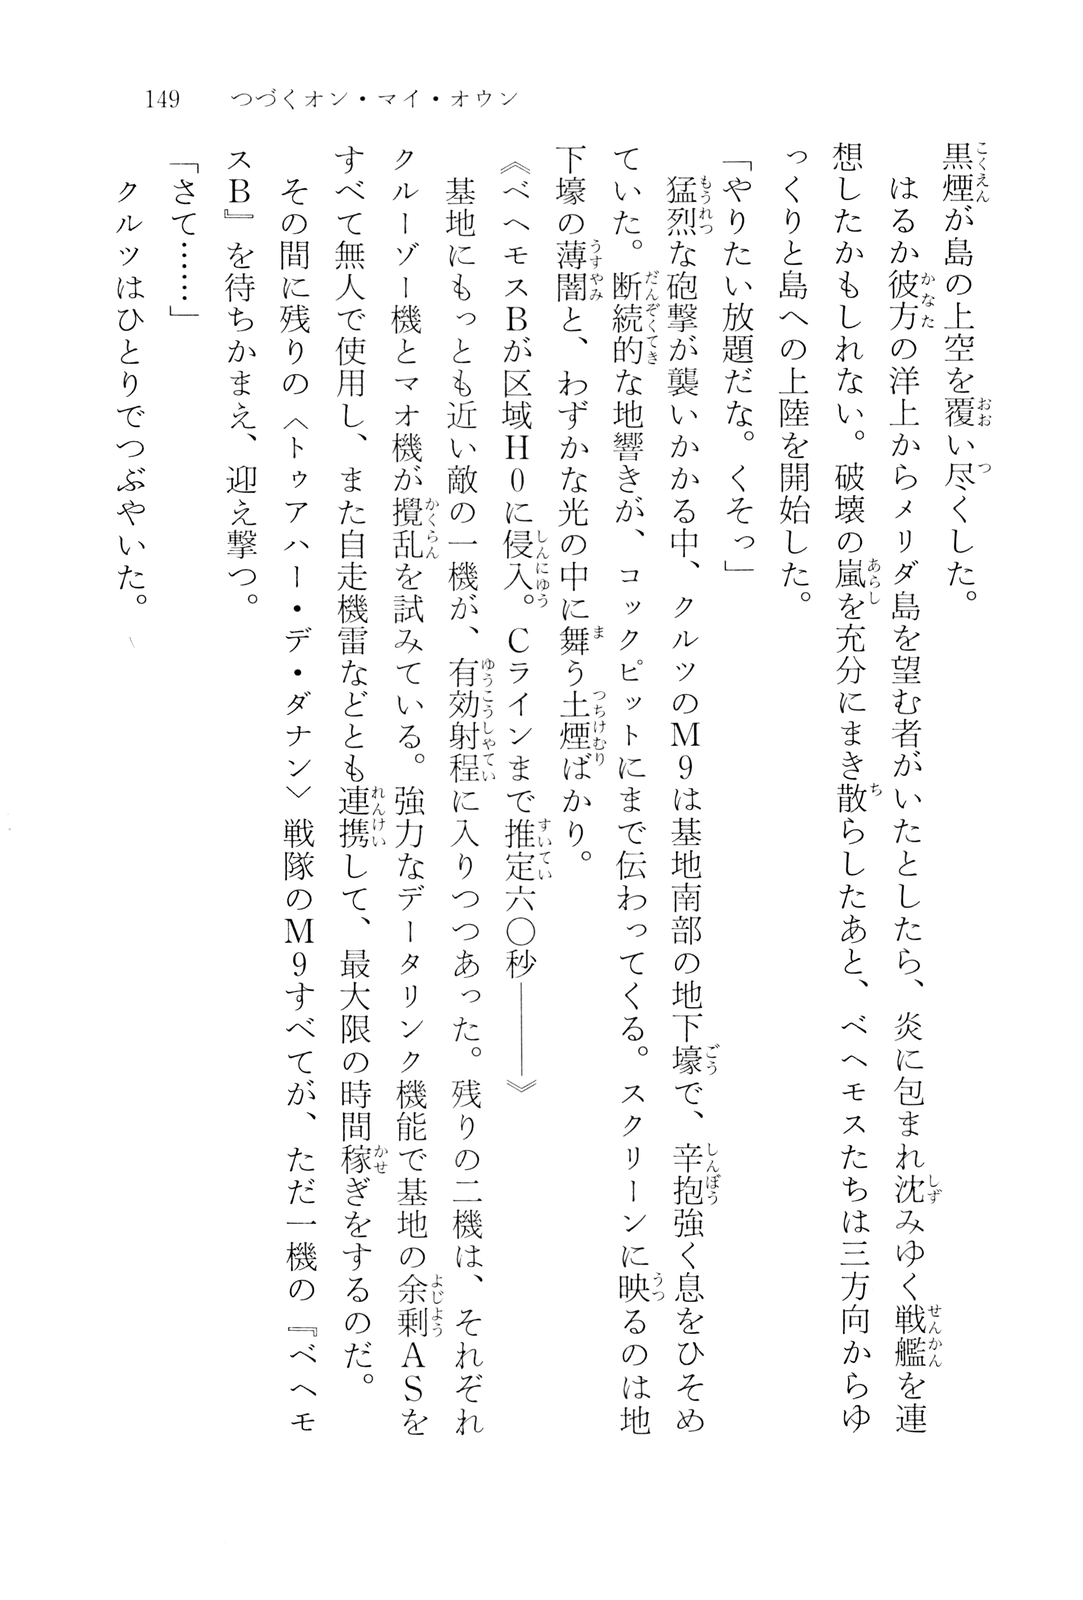 149　つづくオン・マイ・オウン
黒煙が島の上空を覆い尽くした。
　はるか彼方の洋上からメリダ島を望む者がいたとしたら、炎に包まれ沈みゆく戦艦を連
想したかもしれない。破壊の嵐を充分にまき散らしたあと、ベヘモスたちは三方向からゆ
っくりと島への上陸を開始した。
「やりたい放題だな。くそっ」
　猛烈な砲撃が襲いかかる中、クルツのＭ９は基地南部の地下壕で、辛抱強く息をひそめ
ていた。断続的な地響きが、コックピットにまで伝わってくる。スクリーンに映るのは地
下壕の薄闇と、わずかな光の中に舞う土煙ばかり。
《ベヘモスＢが区域Ｈ０に侵入。Ｃラインまで推定六〇秒――》
　基地にもっとも近い敵の一機が、有効射程に入りつつあった。残りの二機は、それぞれ
クルーゾー機とマオ機が攪乱を試みている。強力なデータリンク機能で基地の余剰ＡＳを
すべて無人で使用し、また自走機雷などとも連携して、最大限の時間稼ぎをするのだ。
　その間に残りの〈トゥアハー・デ・ダナン〉戦隊のＭ９すべてが、ただ一機の『ベヘモ
スＢ』を待ちかまえ、迎え撃つ。
「さて……」
　クルツはひとりでつぶやいた。